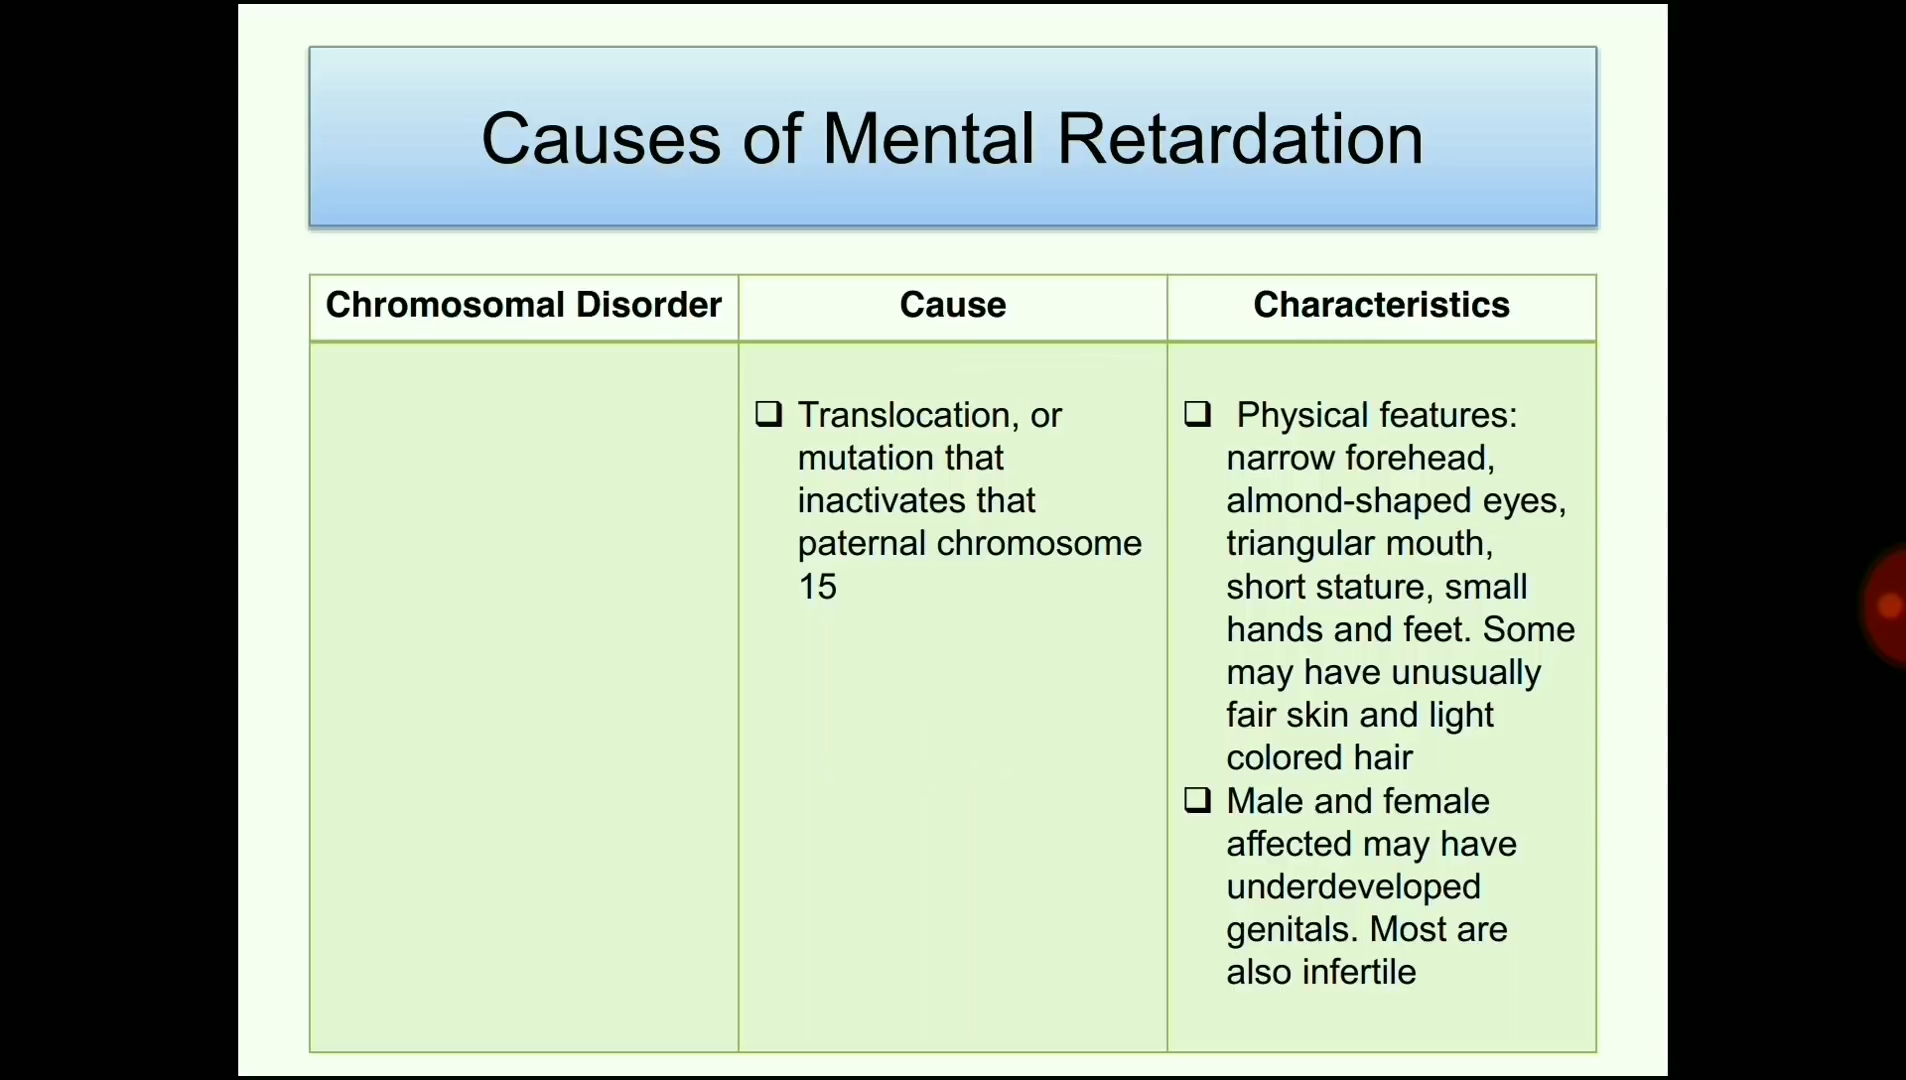 Causes of Mental Retardation
Chromosomal Disorder
Cause
Characteristics
❑ Translocation, or
mutation that
inactivates that
paternal chromosome
15
❑ Physical features:
narrow forehead,
almond-shaped eyes,
triangular mouth,
short stature, small
hands and feet. Some
may have unusually
fair skin and light
colored hair
❑ Male and female
affected may have
underdeveloped
genitals. Most are
also infertile